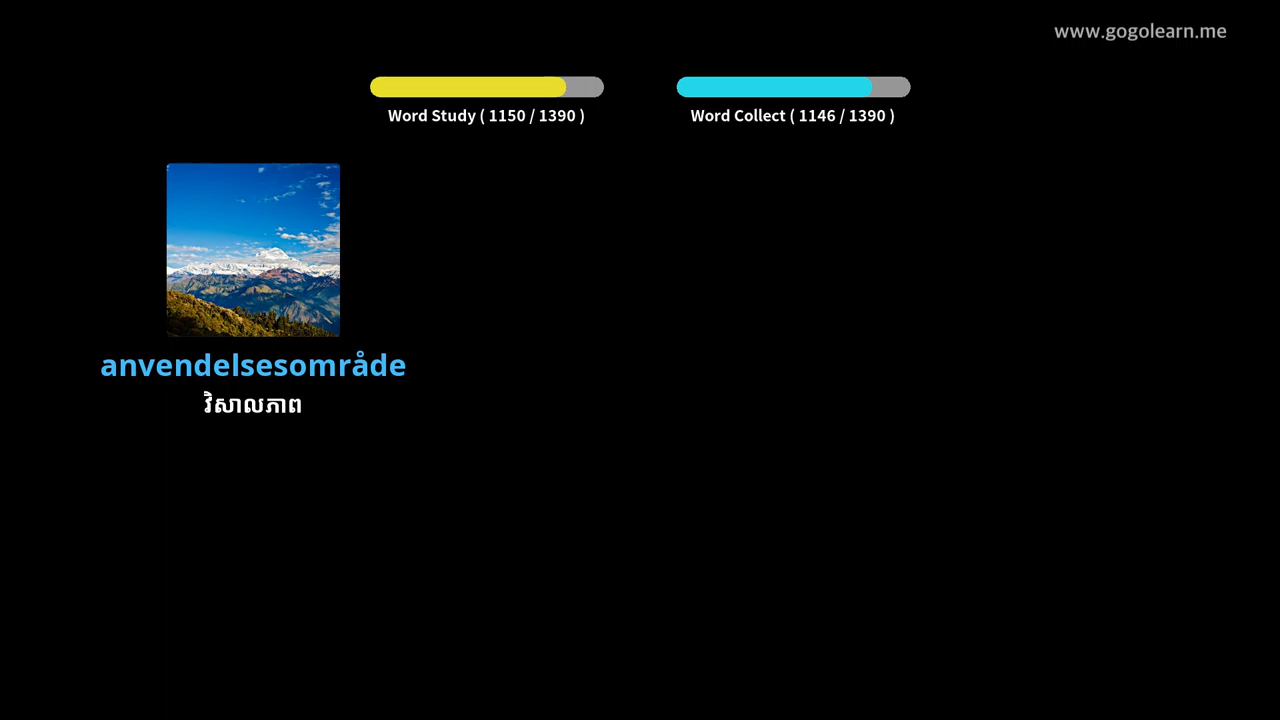 www.gogolearn.me
Word Study ( 1150 / 1390 )
Word Collect ( 1146 / 1390 )
anvendelsesområde
វិសាលភាព